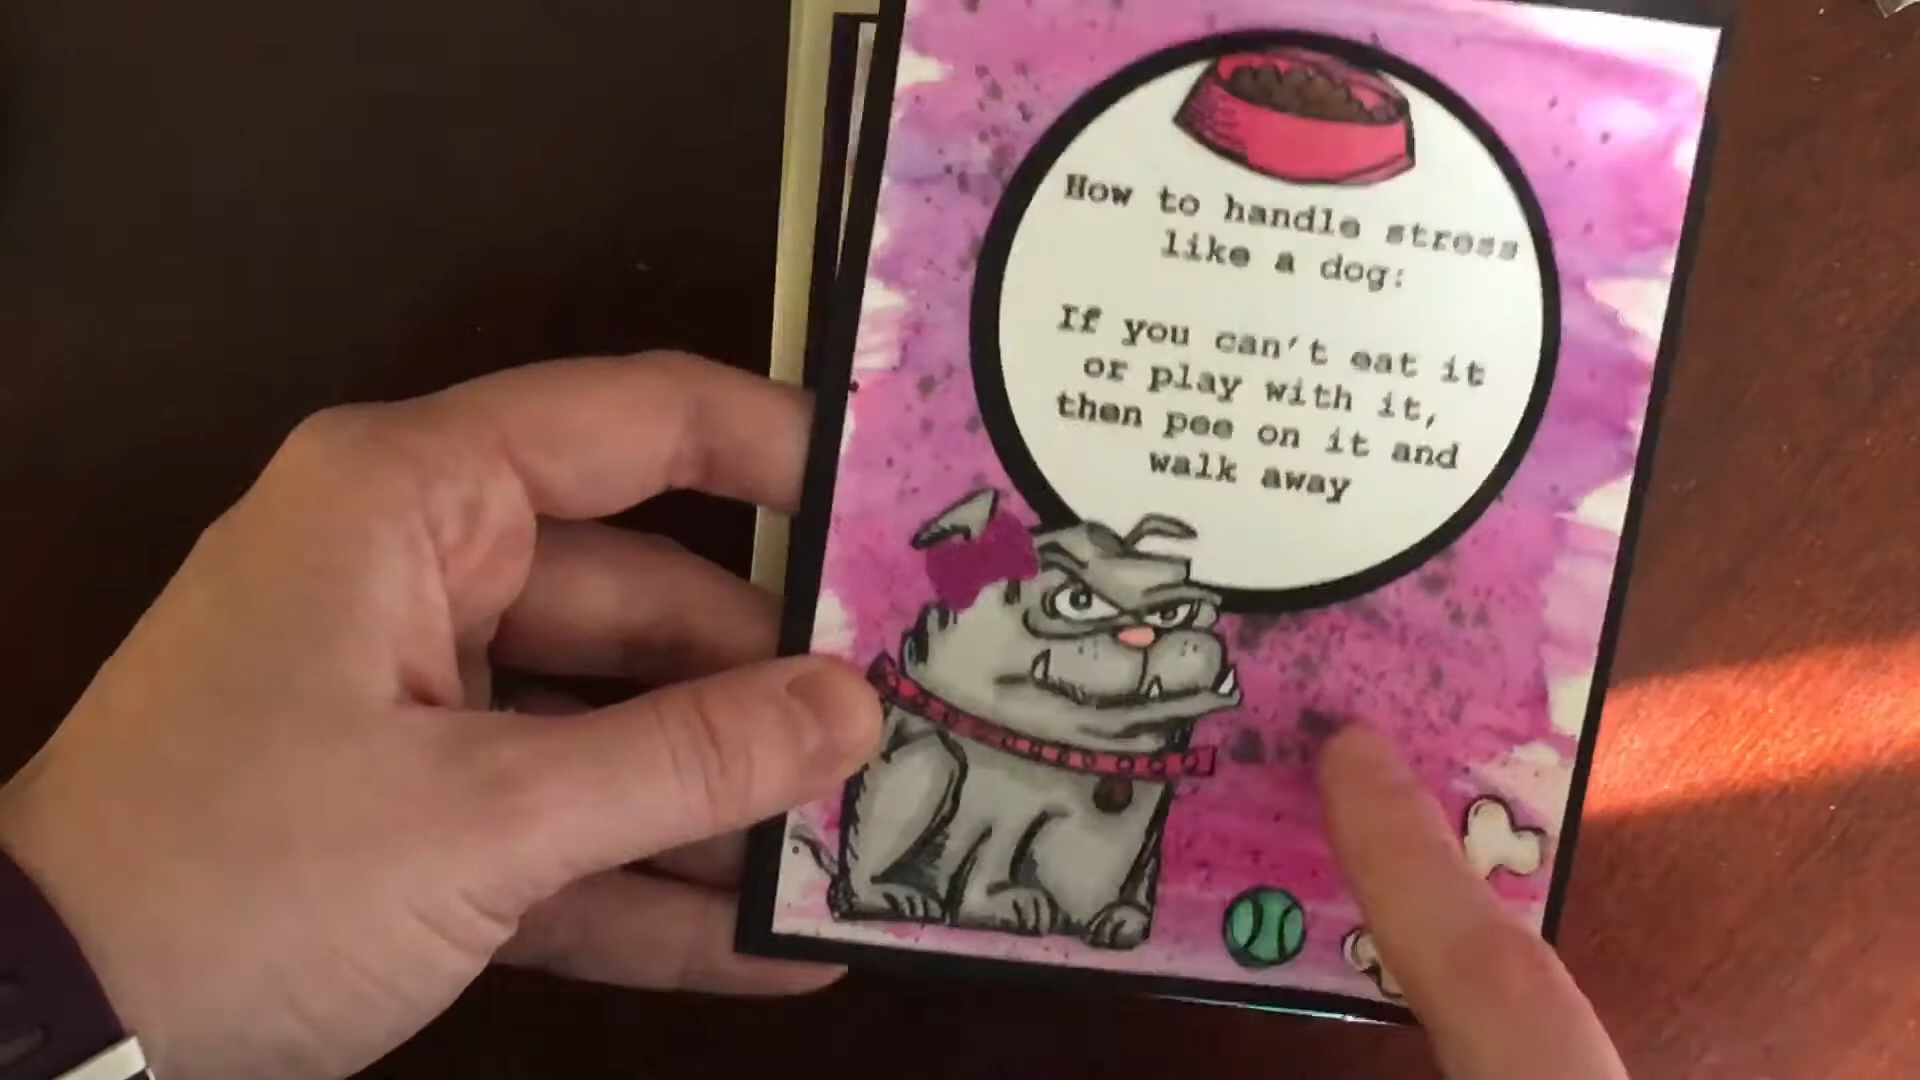 How to handle stress
like a dog:
If you can't eat it
or play with it,
then pee on it and
walk away